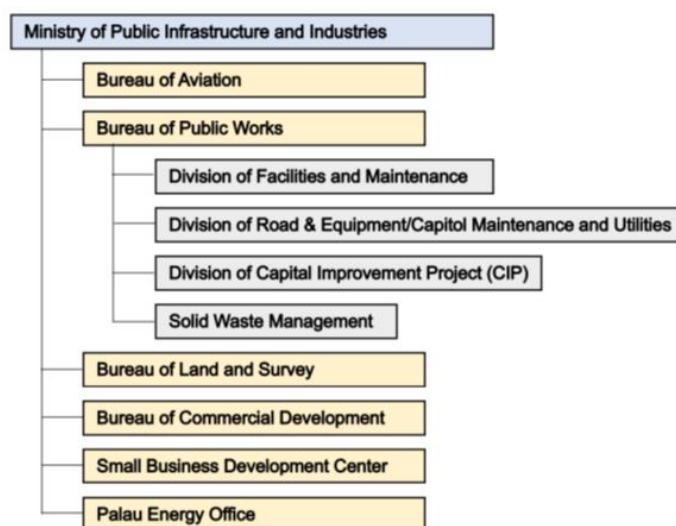 Ministry of Public Infrastructure and Industries
Bureau of Aviation
Bureau of Public Works
Division of Facilities and Maintenance
Division of Road & Equipment/Capitol Maintenance and Utilities
Division of Capital Improvement Project (CIP)
Solid Waste Management
Bureau of Land and Survey
Bureau of Commercial Development
Small Business Development Center
Palau Energy Office